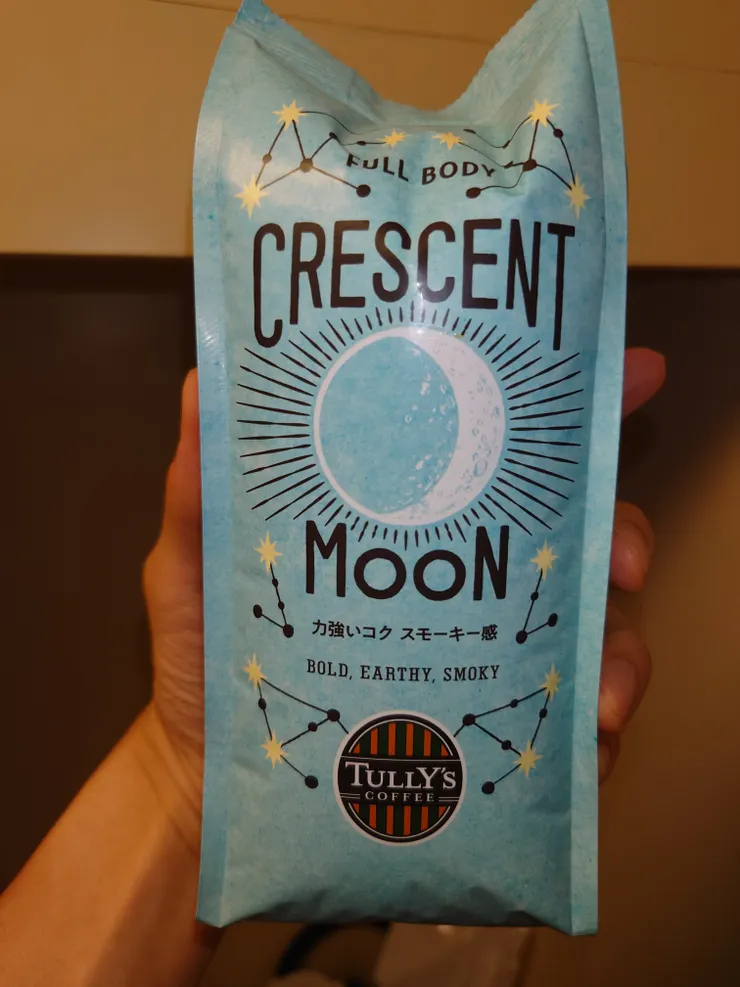 FULL BODY
CRESCENT
MOON
力強いコク スモーキー感
BOLD, EARTHY, SMOKY
TULLY'S
COFFEE